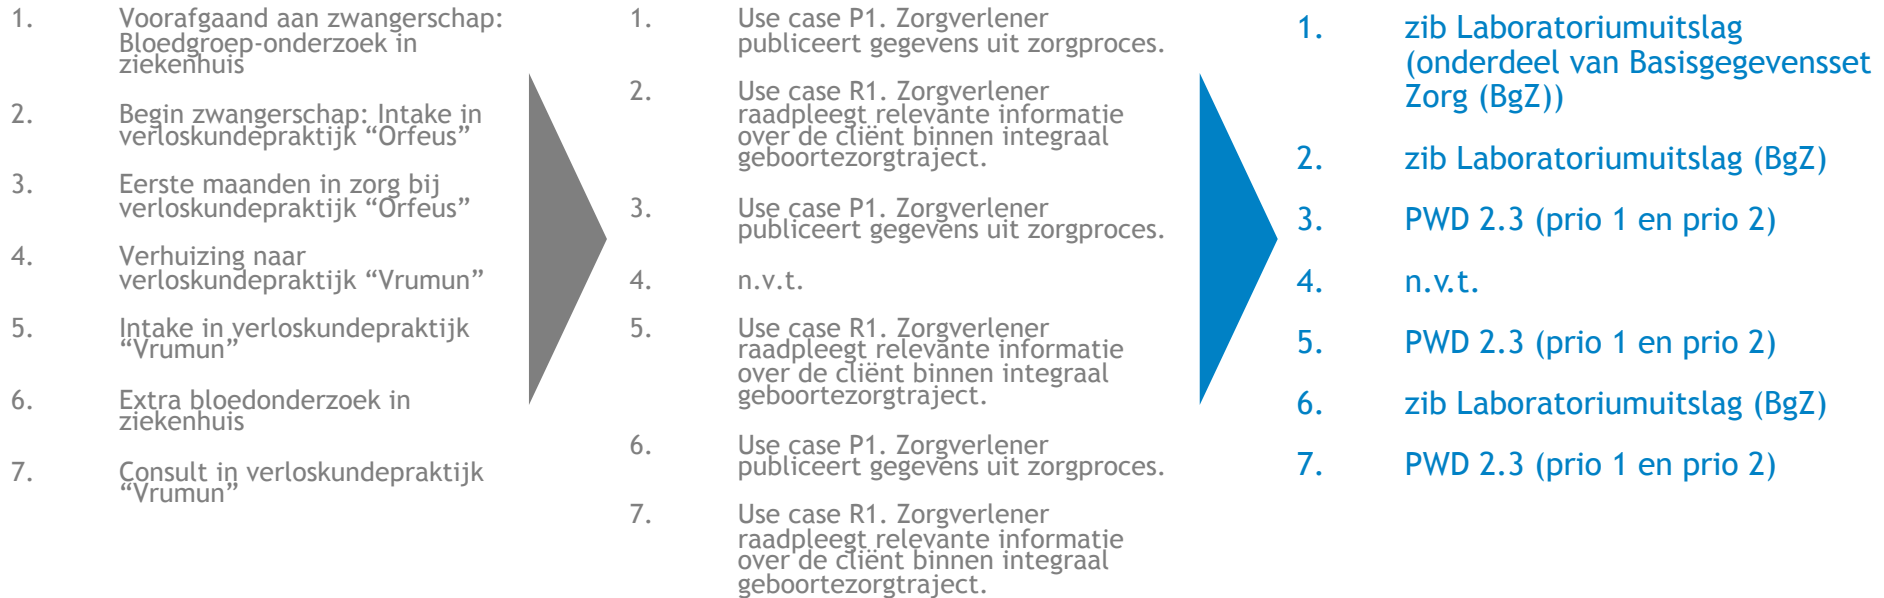 1. Voorafgaand aan zwangerschap:
Bloedgroep-onderzoek in
ziekenhuis
2. Begin zwangerschap: Intake in
verloskundepraktijk “Orfeus”
3. Eerste maanden in zorg bij
verloskundepraktijk “Orfeus”
4. Verhuizing naar
verloskundepraktijk “Vrumun”
5. Intake in verloskundepraktijk
“Vrumun”
6. Extra bloedonderzoek in
ziekenhuis
7. Consult in verloskundepraktijk
“Vrumun”
1. Use case P1. Zorgverlener
publiceert gegevens uit zorgproces.
2. Use case R1. Zorgverlener
raadpleegt relevante informatie
over de cliënt binnen integraal
geboortezorgtraject.
3. Use case P1. Zorgverlener
publiceert gegevens uit zorgproces.
4. n.v.t.
5. Use case R1. Zorgverlener
raadpleegt relevante informatie
over de cliënt binnen integraal
geboortezorgtraject.
6. Use case P1. Zorgverlener
publiceert gegevens uit zorgproces.
7. Use case R1. Zorgverlener
raadpleegt relevante informatie
over de cliënt binnen integraal
geboortezorgtraject.
1. zib Laboratoriumuitslag
(onderdeel van Basisgegevensset
Zorg (BgZ))
2. zib Laboratoriumuitslag (BgZ)
3. PWD 2.3 (prio 1 en prio 2)
4. n.v.t.
5. PWD 2.3 (prio 1 en prio 2)
6. zib Laboratoriumuitslag (BgZ)
7. PWD 2.3 (prio 1 en prio 2)